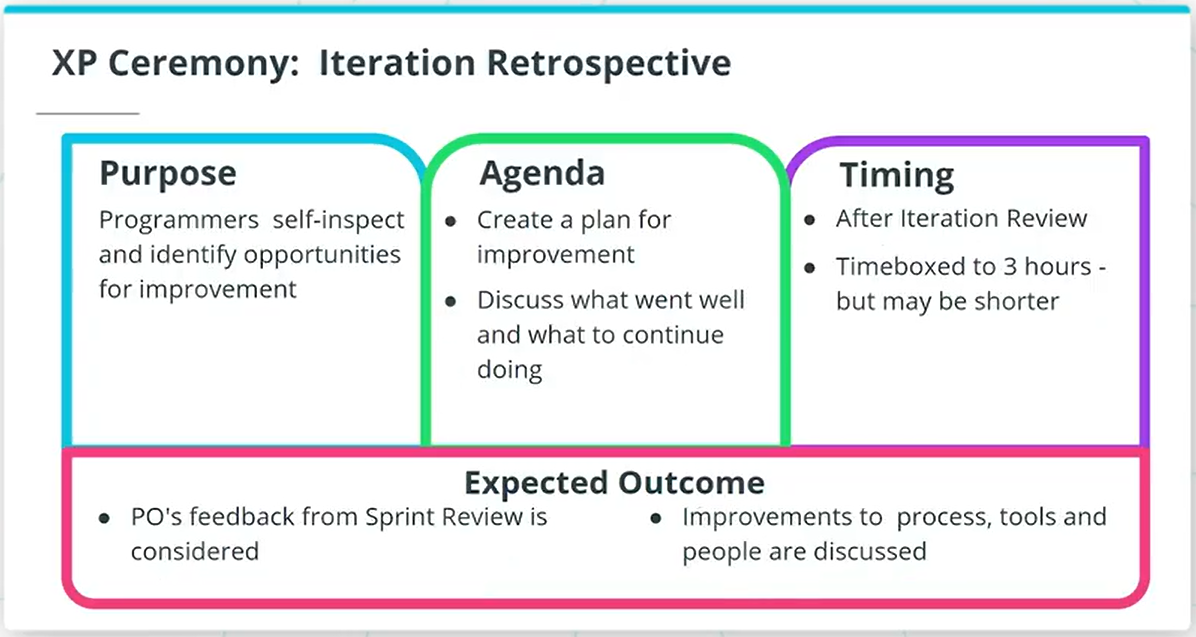 XP Ceremony: Iteration Retrospective
Purpose
Programmers self-inspect
and identify opportunities
for improvement
Agenda
Create a plan for
improvement
Discuss what went well
and what to continue
doing
Timing
After Iteration Review
Timeboxed to 3 hours -
but may be shorter
Expected Outcome
PO's feedback from Sprint Review is
considered
Improvements to process, tools and
people are discussed